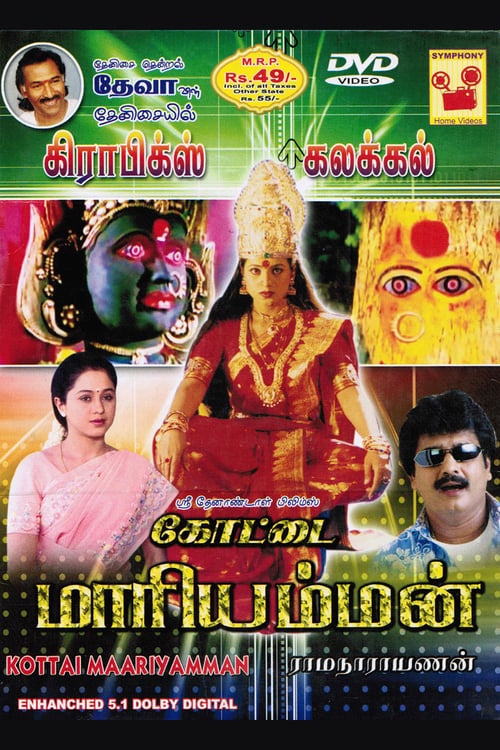 தேனிசை தென்றல்
தேவாவின்
தேனிசையில்
M.R.P.
Rs.49/-
Incl. of all Taxes
Other State
Rs.55/-
DVD
VIDEO
SYMPHONY
Home Videos
கிராபிக்ஸ்
கலக்கல்
ஸ்ரீ தேனாண்டாள் பிலிம்ஸ்
கோட்டை
மாரியம்மன்
KOTTAI MAARIYAMMAN
ராமநாராயணன்
ENHANCHED 5.1 DOLBY DIGITAL